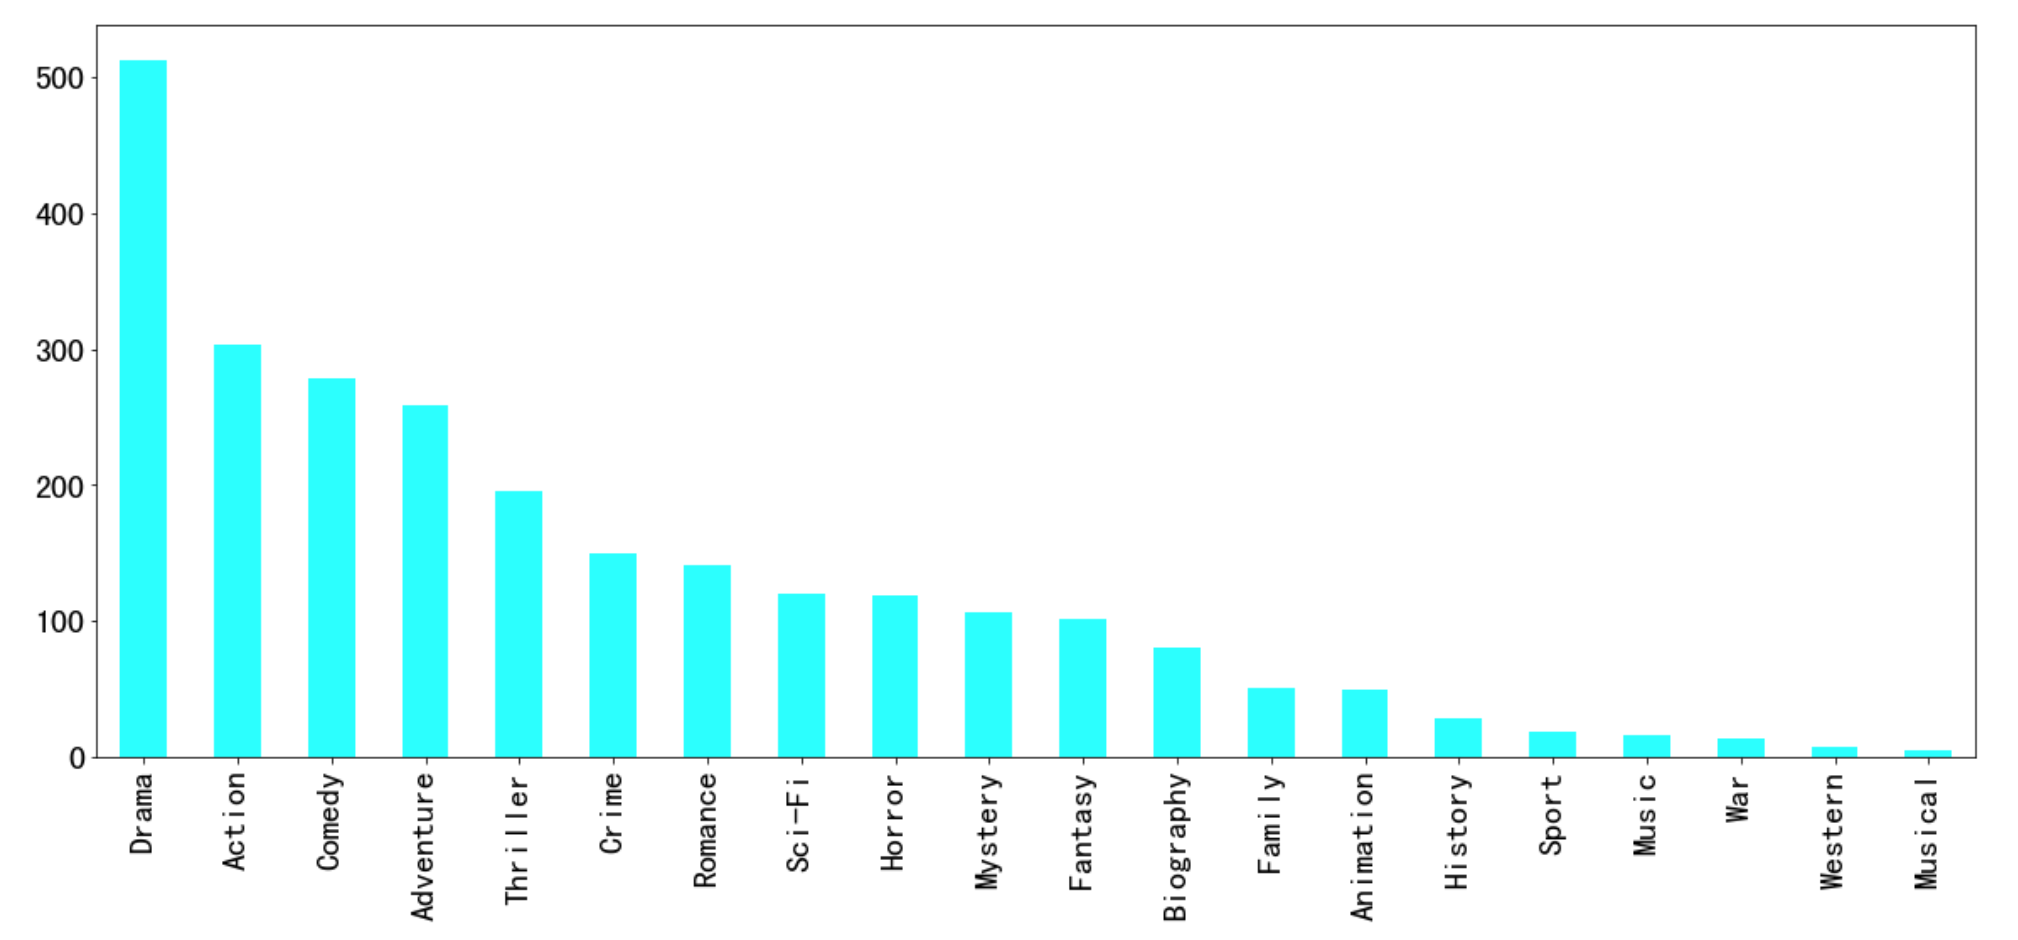 500
400
300
200
100
0
Drama
Action
Comedy
Adventure
Thriller
Crime
Romance
Sci-Fi
Horror
Mystery
Fantasy
Biography
Family
Animation
History
Sport
Music
War
Western
Musical